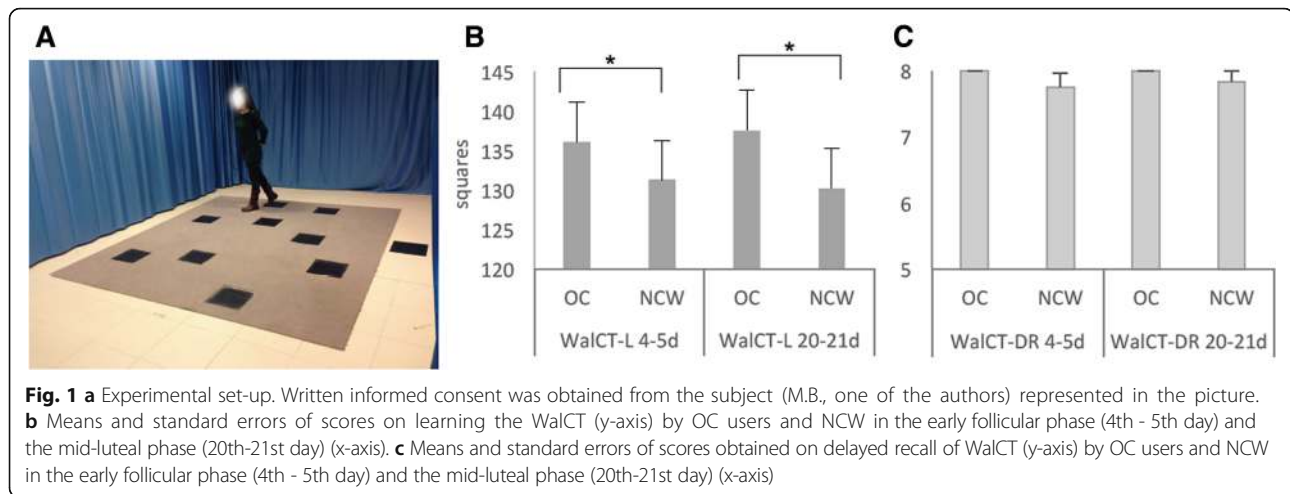 A
B
C
*
*
145
140
135
130
125
120
squares
OC
NCW
OC
NCW
WalCT-L 4-5d
WalCT-L 20-21d
8
7
6
5
OC
NCW
OC
NCW
WalCT-DR 4-5d
WalCT-DR 20-21d
Fig. 1 a Experimental set-up. Written informed consent was obtained from the subject (M.B., one of the authors) represented in the picture.
b Means and standard errors of scores on learning the WalCT (y-axis) by OC users and NCW in the early follicular phase (4th - 5th day) and
the mid-luteal phase (20th-21st day) (x-axis). c Means and standard errors of scores obtained on delayed recall of WalCT (y-axis) by OC users and NCW
in the early follicular phase (4th - 5th day) and the mid-luteal phase (20th-21st day) (x-axis)